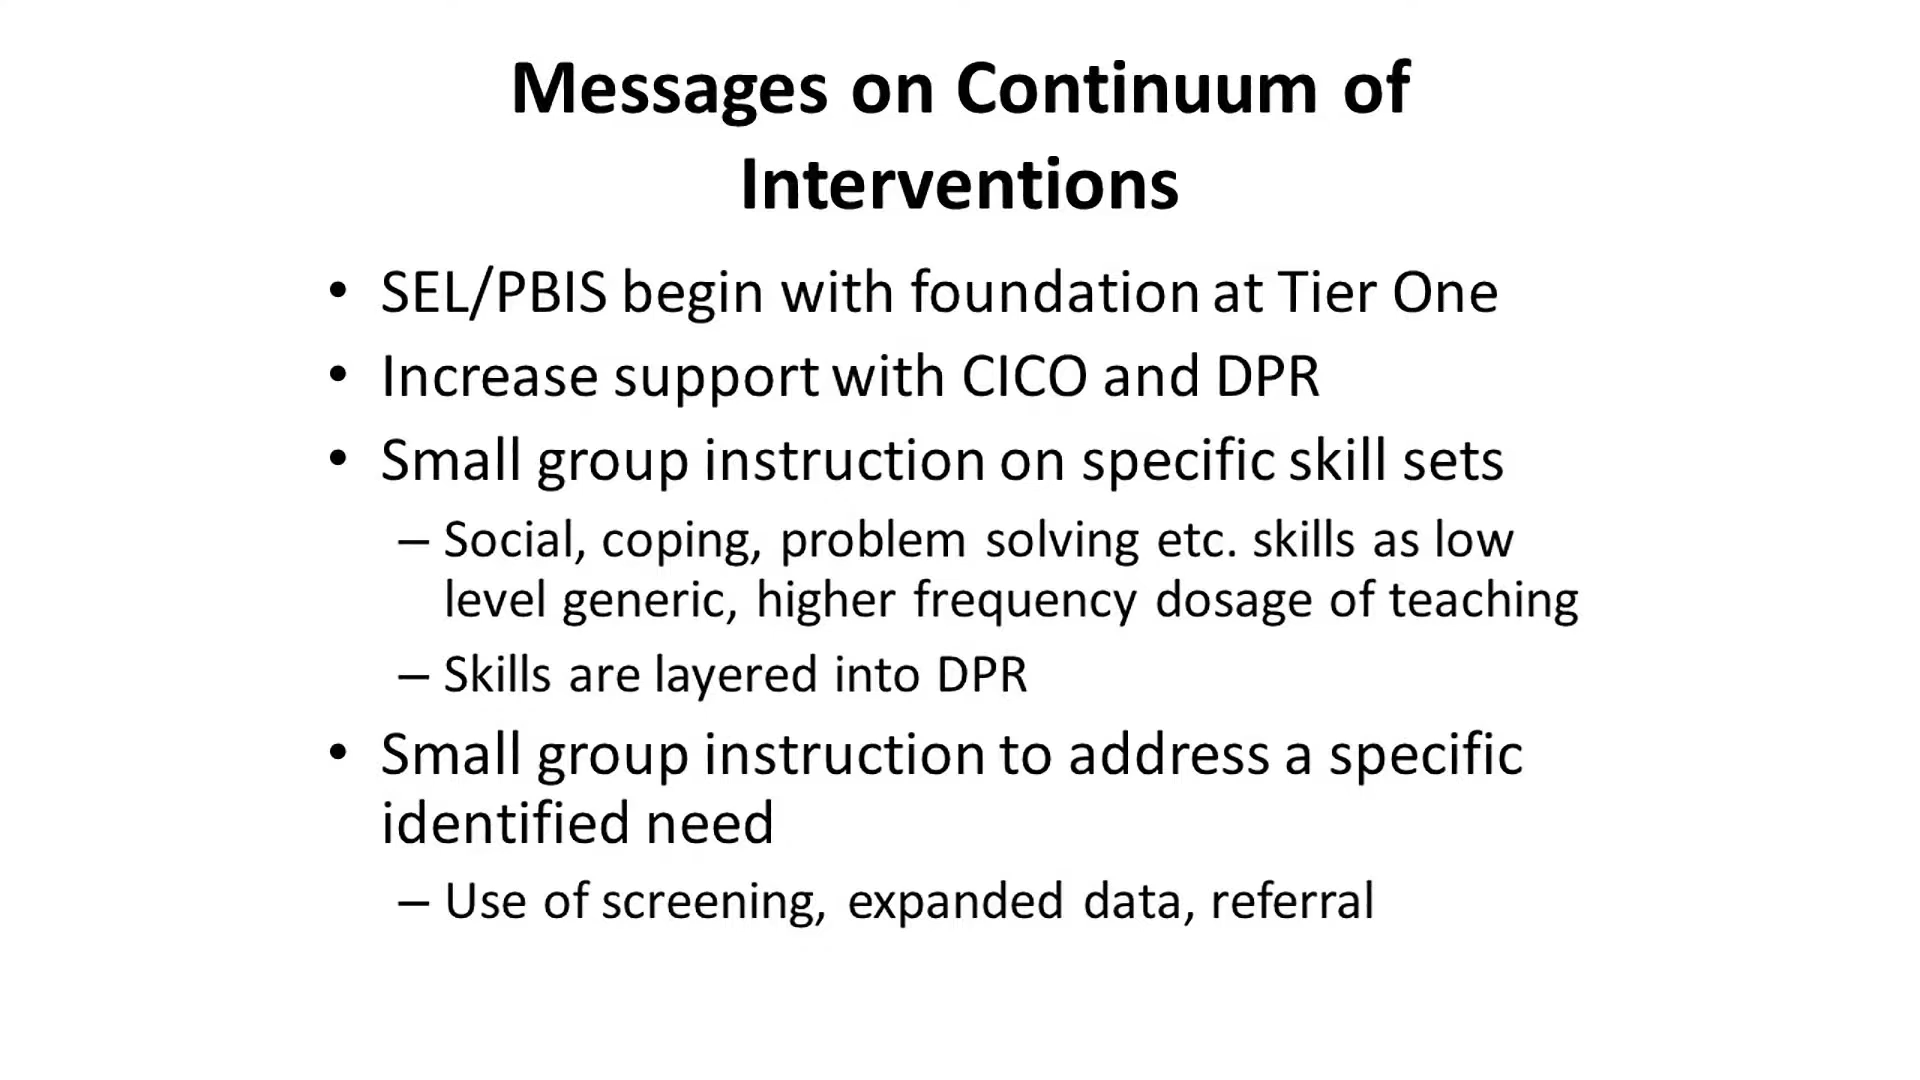 Messages on Continuum of
Interventions
• SEL/PBIS begin with foundation at Tier One
• Increase support with CICO and DPR
• Small group instruction on specific skill sets
– Social, coping, problem solving etc. skills as low
level generic, higher frequency dosage of teaching
– Skills are layered into DPR
• Small group instruction to address a specific
identified need
– Use of screening, expanded data, referral